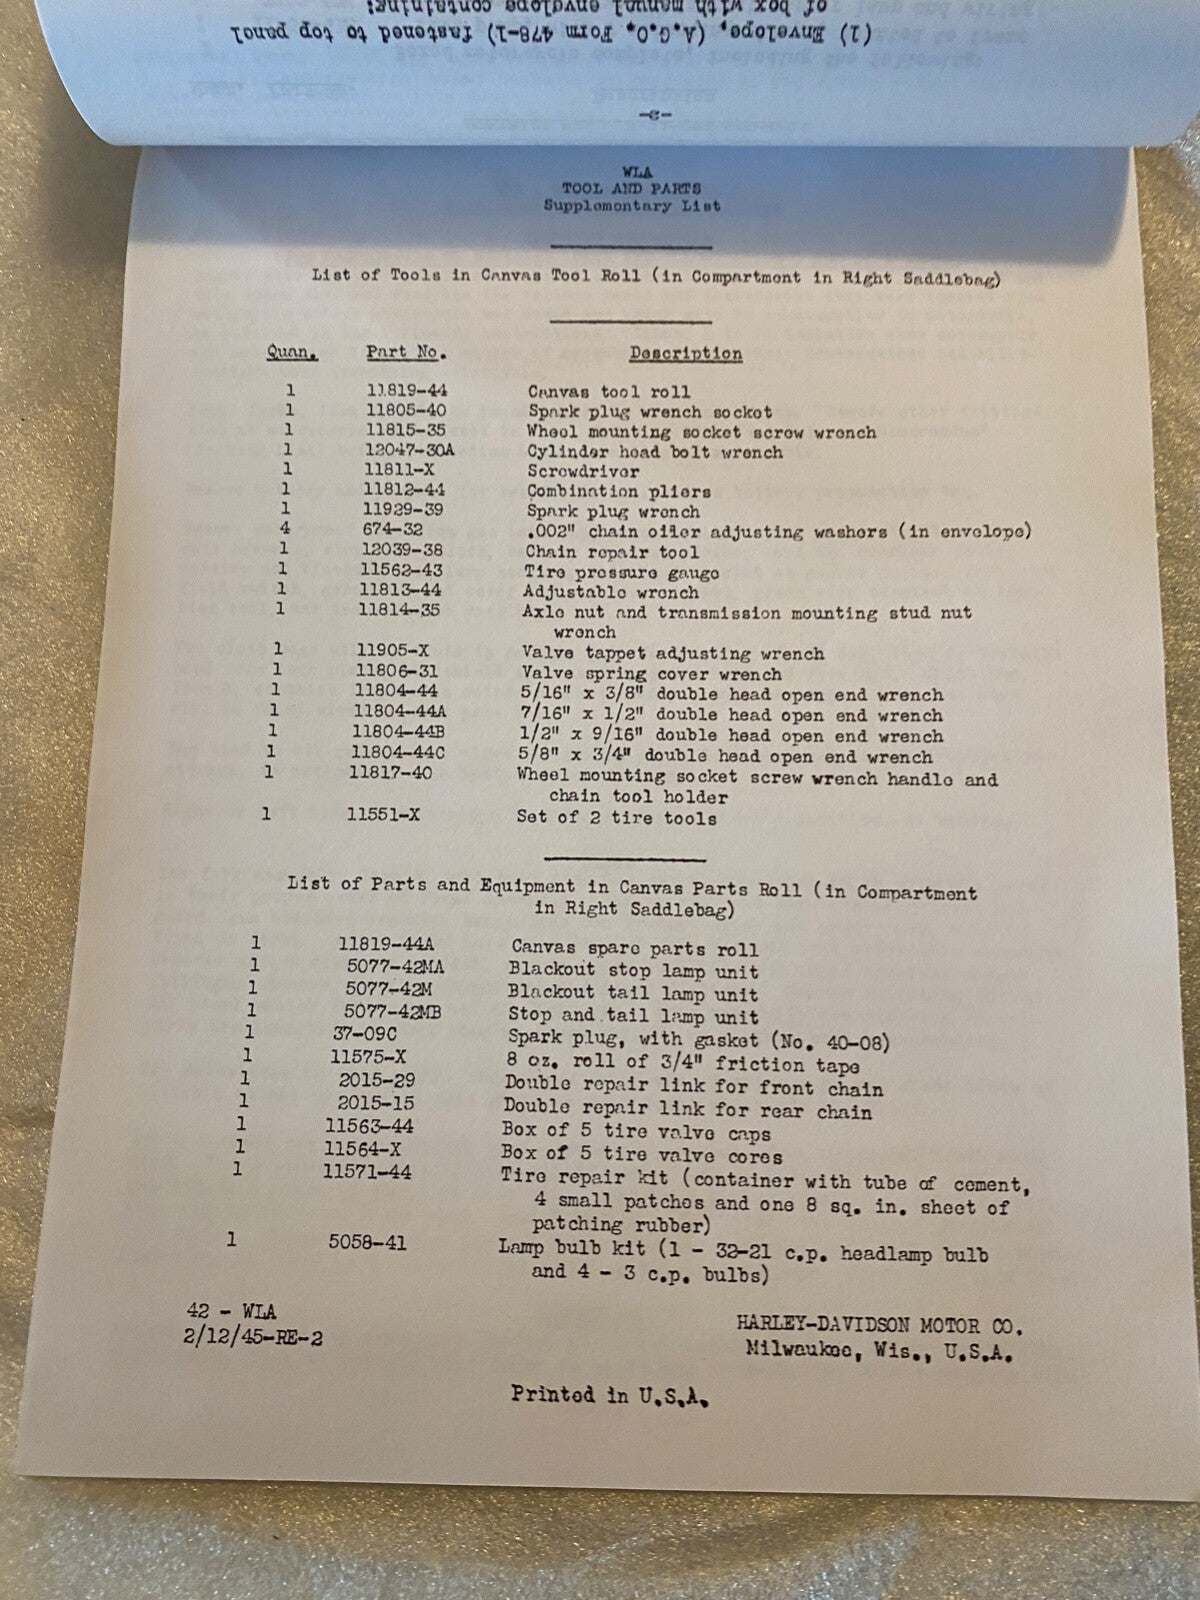 (1) Envelope, (A.G.O. Form 478-1) fastened to top panel
of box with manual envelope containing:
WLA
TOOL AND PARTS
Supplementary List
List of Tools in Canvas Tool Roll (in Compartment in Right Saddlebag)
Quan. Part No. Description
1 11819-44 Canvas tool roll
1 11805-40 Spark plug wrench socket
1 11815-35 Wheel mounting socket screw wrench
1 12047-30A Cylinder head bolt wrench
1 11811-X Screwdriver
1 11812-44 Combination pliers
1 11929-39 Spark plug wrench
4 674-32 .002" chain oiler adjusting washers (in envelope)
1 12039-38 Chain repair tool
1 11562-43 Tire pressure gauge
1 11813-44 Adjustable wrench
1 11814-35 Axle nut and transmission mounting stud nut
wrench
1 11905-X Valve tappet adjusting wrench
1 11806-31 Valve spring cover wrench
1 11804-44 5/16" x 3/8" double head open end wrench
1 11804-44A 7/16" x 1/2" double head open end wrench
1 11804-44B 1/2" x 9/16" double head open end wrench
1 11804-44C 5/8" x 3/4" double head open end wrench
1 11817-40 Wheel mounting socket screw wrench handle and
chain tool holder
1 11551-X Set of 2 tire tools
List of Parts and Equipment in Canvas Parts Roll (in Compartment
in Right Saddlebag)
1 11819-44A Canvas spare parts roll
1 5077-42MA Blackout stop lamp unit
1 5077-42M Blackout tail lamp unit
1 5077-42MB Stop and tail lamp unit
1 37-09C Spark plug, with gasket (No. 40-08)
1 11575-X 8 oz. roll of 3/4" friction tape
1 2015-29 Double repair link for front chain
1 2015-15 Double repair link for rear chain
1 11563-44 Box of 5 tire valve caps
1 11564-X Box of 5 tire valve cores
1 11571-44 Tire repair kit (container with tube of cement,
4 small patches and one 8 sq. in. sheet of
patching rubber)
1 5058-41 Lamp bulb kit (1 - 32-21 c.p. headlamp bulb
and 4 - 3 c.p. bulbs)
42 - WLA
2/12/45-RE-2
HARLEY-DAVIDSON MOTOR CO.
Milwaukee, Wis., U.S.A.
Printed in U.S.A.